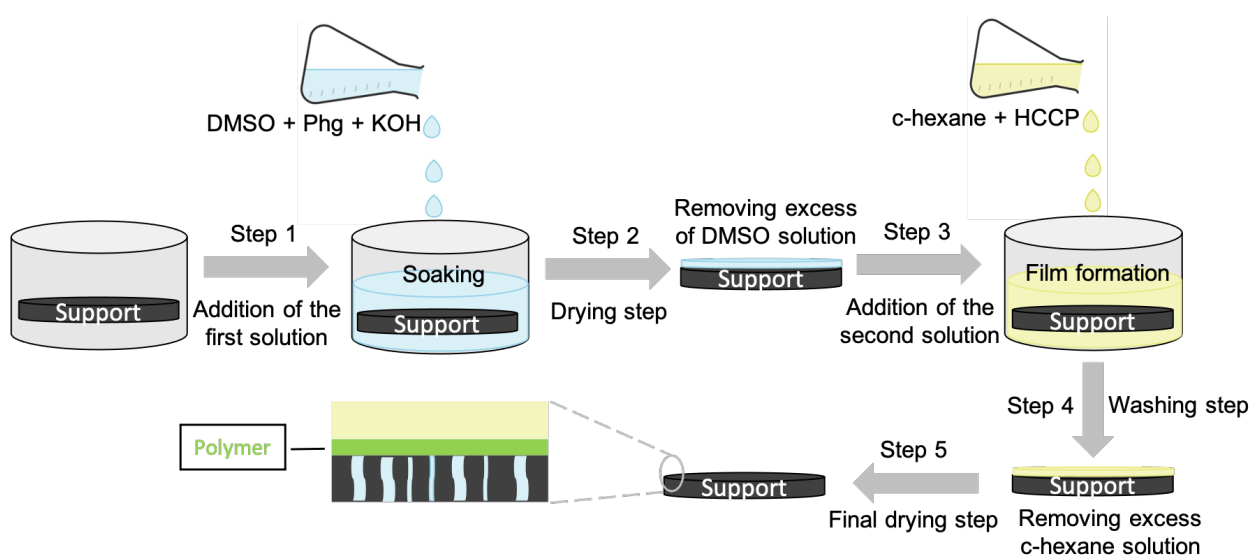 DMSO + Phg + KOH
c-hexane + HCCP
Support
Step 1
Addition of the
first solution
Soaking
Support
Step 2
Drying step
Removing excess
of DMSO solution
Support
Step 3
Addition of the
second solution
Film formation
Support
Step 4
Washing step
Support
Removing excess
c-hexane solution
Step 5
Final drying step
Support
Polymer